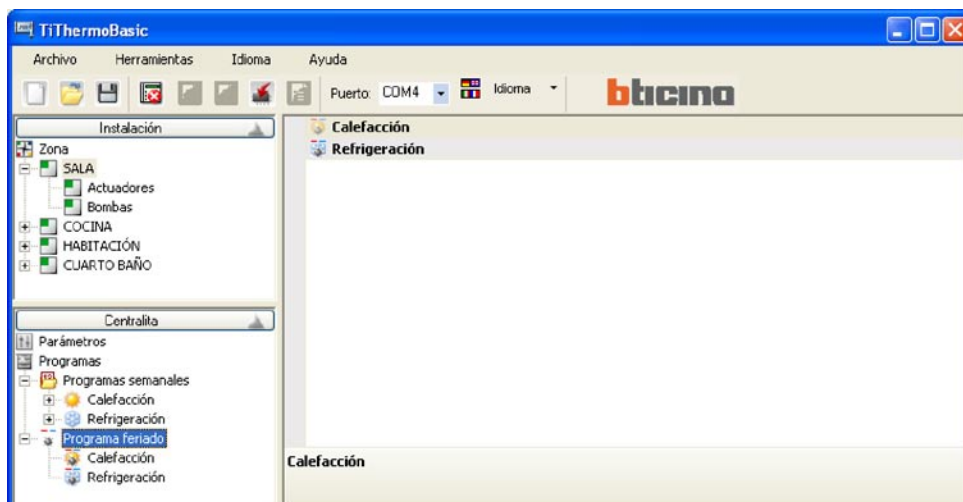 TiThermoBasic
Archivo Herramientas Idioma Ayuda
Puerto: COM4 Idioma bticino
Instalación
Zona
SALA
Actuadores
Bombas
COCINA
HABITACIÓN
CUARTO BAÑO
Centralita
Parámetros
Programas
Programas semanales
Calefacción
Refrigeración
Programa feriado
Calefacción
Refrigeración
Calefacción
Refrigeración
Calefacción